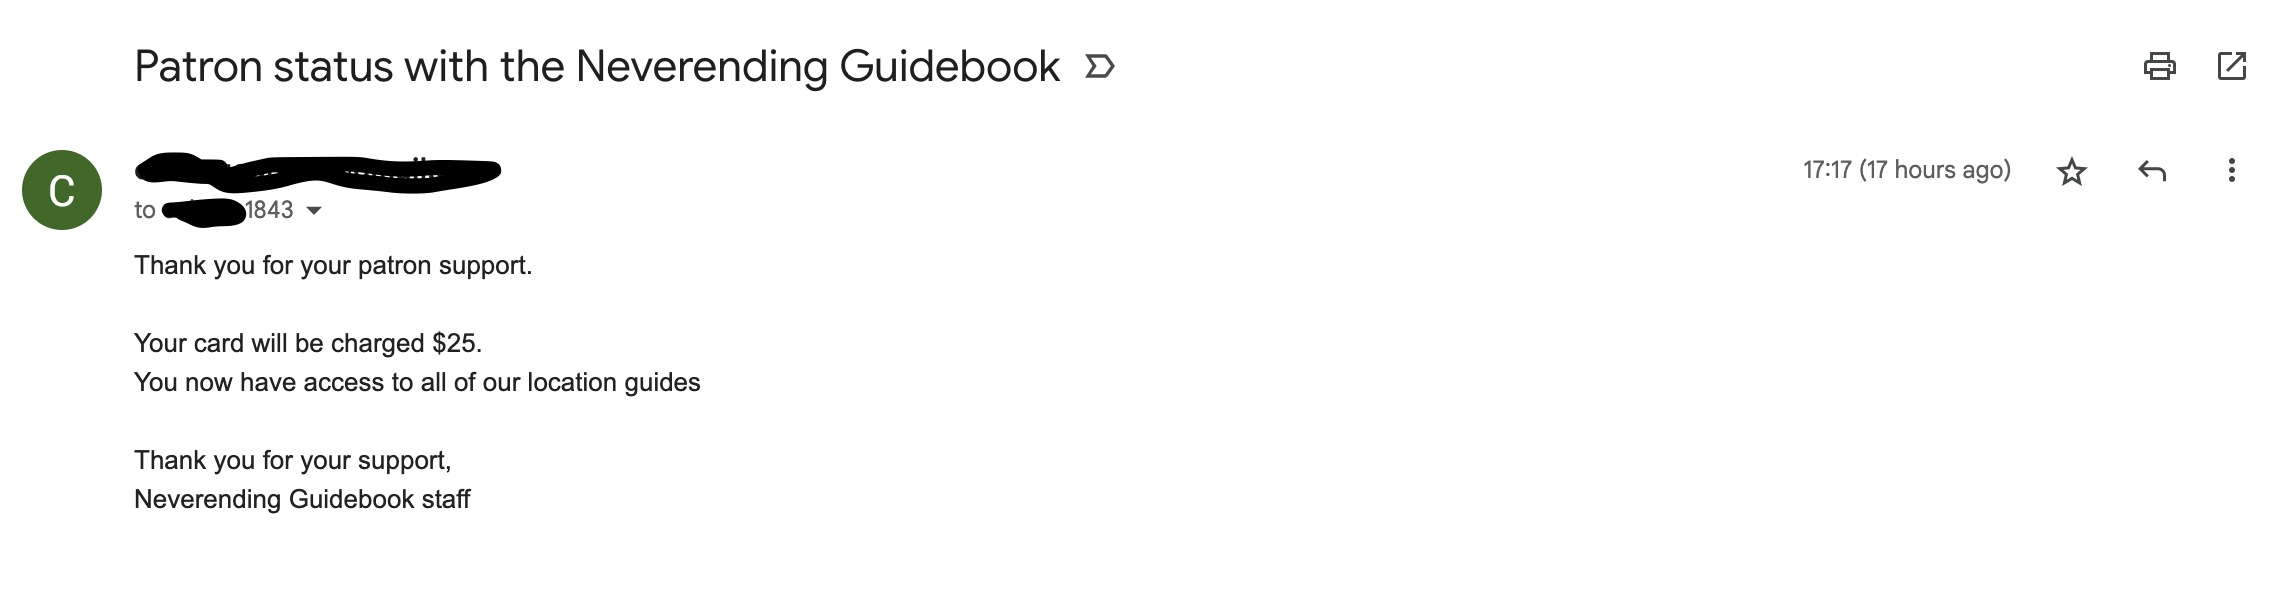 Patron status with the Neverending Guidebook
17:17 (17 hours ago)
C
to 1843
Thank you for your patron support.
Your card will be charged $25.
You now have access to all of our location guides
Thank you for your support,
Neverending Guidebook staff